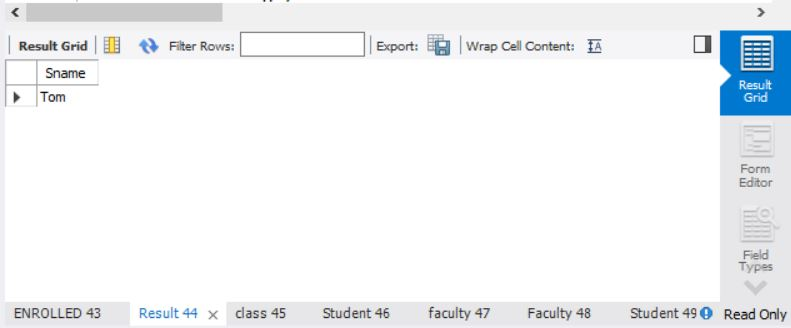 Result Grid Filter Rows: Export: Wrap Cell Content: IA
Sname
Tom
Result
Grid
Form
Editor
Field
Types
ENROLLED 43 Result 44 × class 45 Student 46 faculty 47 Faculty 48 Student 49 Read Only